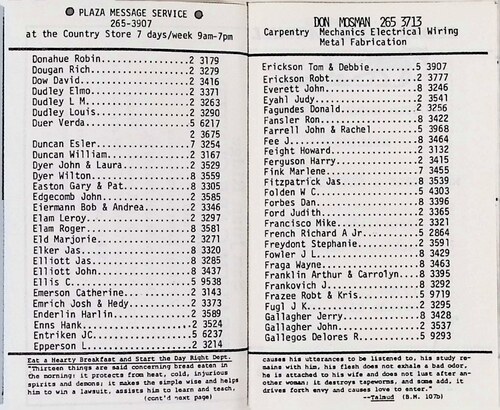 PLAZA MESSAGE SERVICE
265-3907
at the Country Store 7 days/week 9am-7pm
Donahue Robin..................2 3179
Dougan Rich....................2 3279
Dow David......................2 3416
Dudley Elmo....................2 3371
Dudley L M.....................2 3263
Dudley Louis...................2 3290
Duer Verda.....................5 6217
2 3675
Duncan Esler...................7 3254
Duncan William.................2 3167
Dyer John & Laura..............2 3529
Dyer Wilton....................8 3559
Easton Gary & Pat..............8 3305
Edgecomb John..................2 3585
Eiermann Bob & Andrea..........2 3346
Elam Leroy.....................2 3297
Elam Roger.....................8 3581
Eld Marjorie...................2 3271
Elker Jas......................8 3320
Elliott Jas....................8 3285
Elliott John...................8 3437
Ellis C........................5 9538
Emerson Catherine..............2 3143
Emrich Josh & Hedy.............2 3373
Enderlin Harlin................2 3589
Enns Hank......................2 3524
Entriken JC....................5 6237
Epperson J.....................2 3214
Eat a Hearty Breakfast and Start the Day Right Dept.
"Thirteen things are said concerning bread eaten in
the morning: it protects from heat, cold, injurious
spirits and demons; it makes the simple wise and helps
him to win a lawsuit, assists him to learn and teach,
(cont'd next page)
DON MOSMAN 265 3713
Carpentry Mechanics Electrical Wiring
Metal Fabrication
Erickson Tom & Debbie..........5 3907
Erickson Robt..................2 3777
Everett John...................8 3246
Eyahl Judy.....................2 3541
Fagundes Donald................2 3256
Fansler Ron....................8 3422
Farrell John & Rachel..........5 3968
Fee J..........................8 3464
Feight Howard..................2 3132
Ferguson Harry.................2 3415
Fink Marlene...................7 3455
Fitzpatrick Jas................8 3539
Folden W C.....................5 4303
Forbes Dan.....................8 3396
Ford Judith....................2 3365
Francisco Mike.................2 3321
French Richard A Jr............5 2864
Freydont Stephanie.............2 3591
Fowler J L.....................8 3429
Fraga Wayne....................8 3463
Franklin Arthur & Carrolyn.....8 3395
Frankovich J...................8 3292
Frazee Robt & Kris.............5 9719
Fugl J K.......................2 3295
Gallagher Jerry................8 3428
Gallagher John.................2 3537
Gallegos Delores R.............5 9293
causes his utterances to be listened to, his study re-
mains with him, his flesh does not exhale a bad odor,
he is attached to his wife and does not lust after an-
other woman; it destroys tapeworms, and some add, it
drives forth envy and causes love to enter."
--Talmud (B.M. 107b)